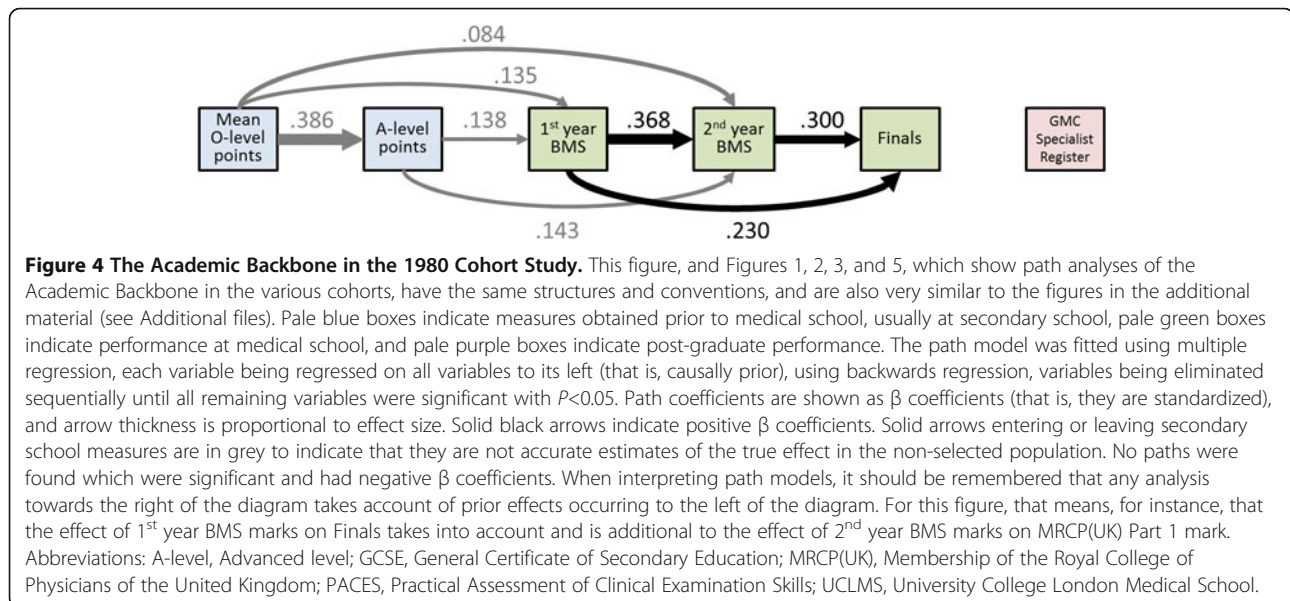 .084
.135
Mean
O-level
points
.386
A-level
points
.138
1st year
BMS
.368
2nd year
BMS
.300
Finals
GMC
Specialist
Register
.143
.230
Figure 4 The Academic Backbone in the 1980 Cohort Study. This figure, and Figures 1, 2, 3, and 5, which show path analyses of the
Academic Backbone in the various cohorts, have the same structures and conventions, and are also very similar to the figures in the additional
material (see Additional files). Pale blue boxes indicate measures obtained prior to medical school, usually at secondary school, pale green boxes
indicate performance at medical school, and pale purple boxes indicate post-graduate performance. The path model was fitted using multiple
regression, each variable being regressed on all variables to its left (that is, causally prior), using backwards regression, variables being eliminated
sequentially until all remaining variables were significant with P<0.05. Path coefficients are shown as β coefficients (that is, they are standardized),
and arrow thickness is proportional to effect size. Solid black arrows indicate positive β coefficients. Solid arrows entering or leaving secondary
school measures are in grey to indicate that they are not accurate estimates of the true effect in the non-selected population. No paths were
found which were significant and had negative β coefficients. When interpreting path models, it should be remembered that any analysis
towards the right of the diagram takes account of prior effects occurring to the left of the diagram. For this figure, that means, for instance, that
the effect of 1st year BMS marks on Finals takes into account and is additional to the effect of 2nd year BMS marks on MRCP(UK) Part 1 mark.
Abbreviations: A-level, Advanced level; GCSE, General Certificate of Secondary Education; MRCP(UK), Membership of the Royal College of
Physicians of the United Kingdom; PACES, Practical Assessment of Clinical Examination Skills; UCLMS, University College London Medical School.